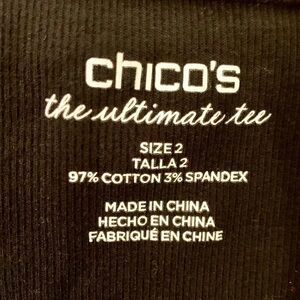 chico's
the ultimate tee
SIZE 2
TALLA 2
97% COTTON 3% SPANDEX
MADE IN CHINA
HECHO EN CHINA
FABRIQUÉ EN CHINE